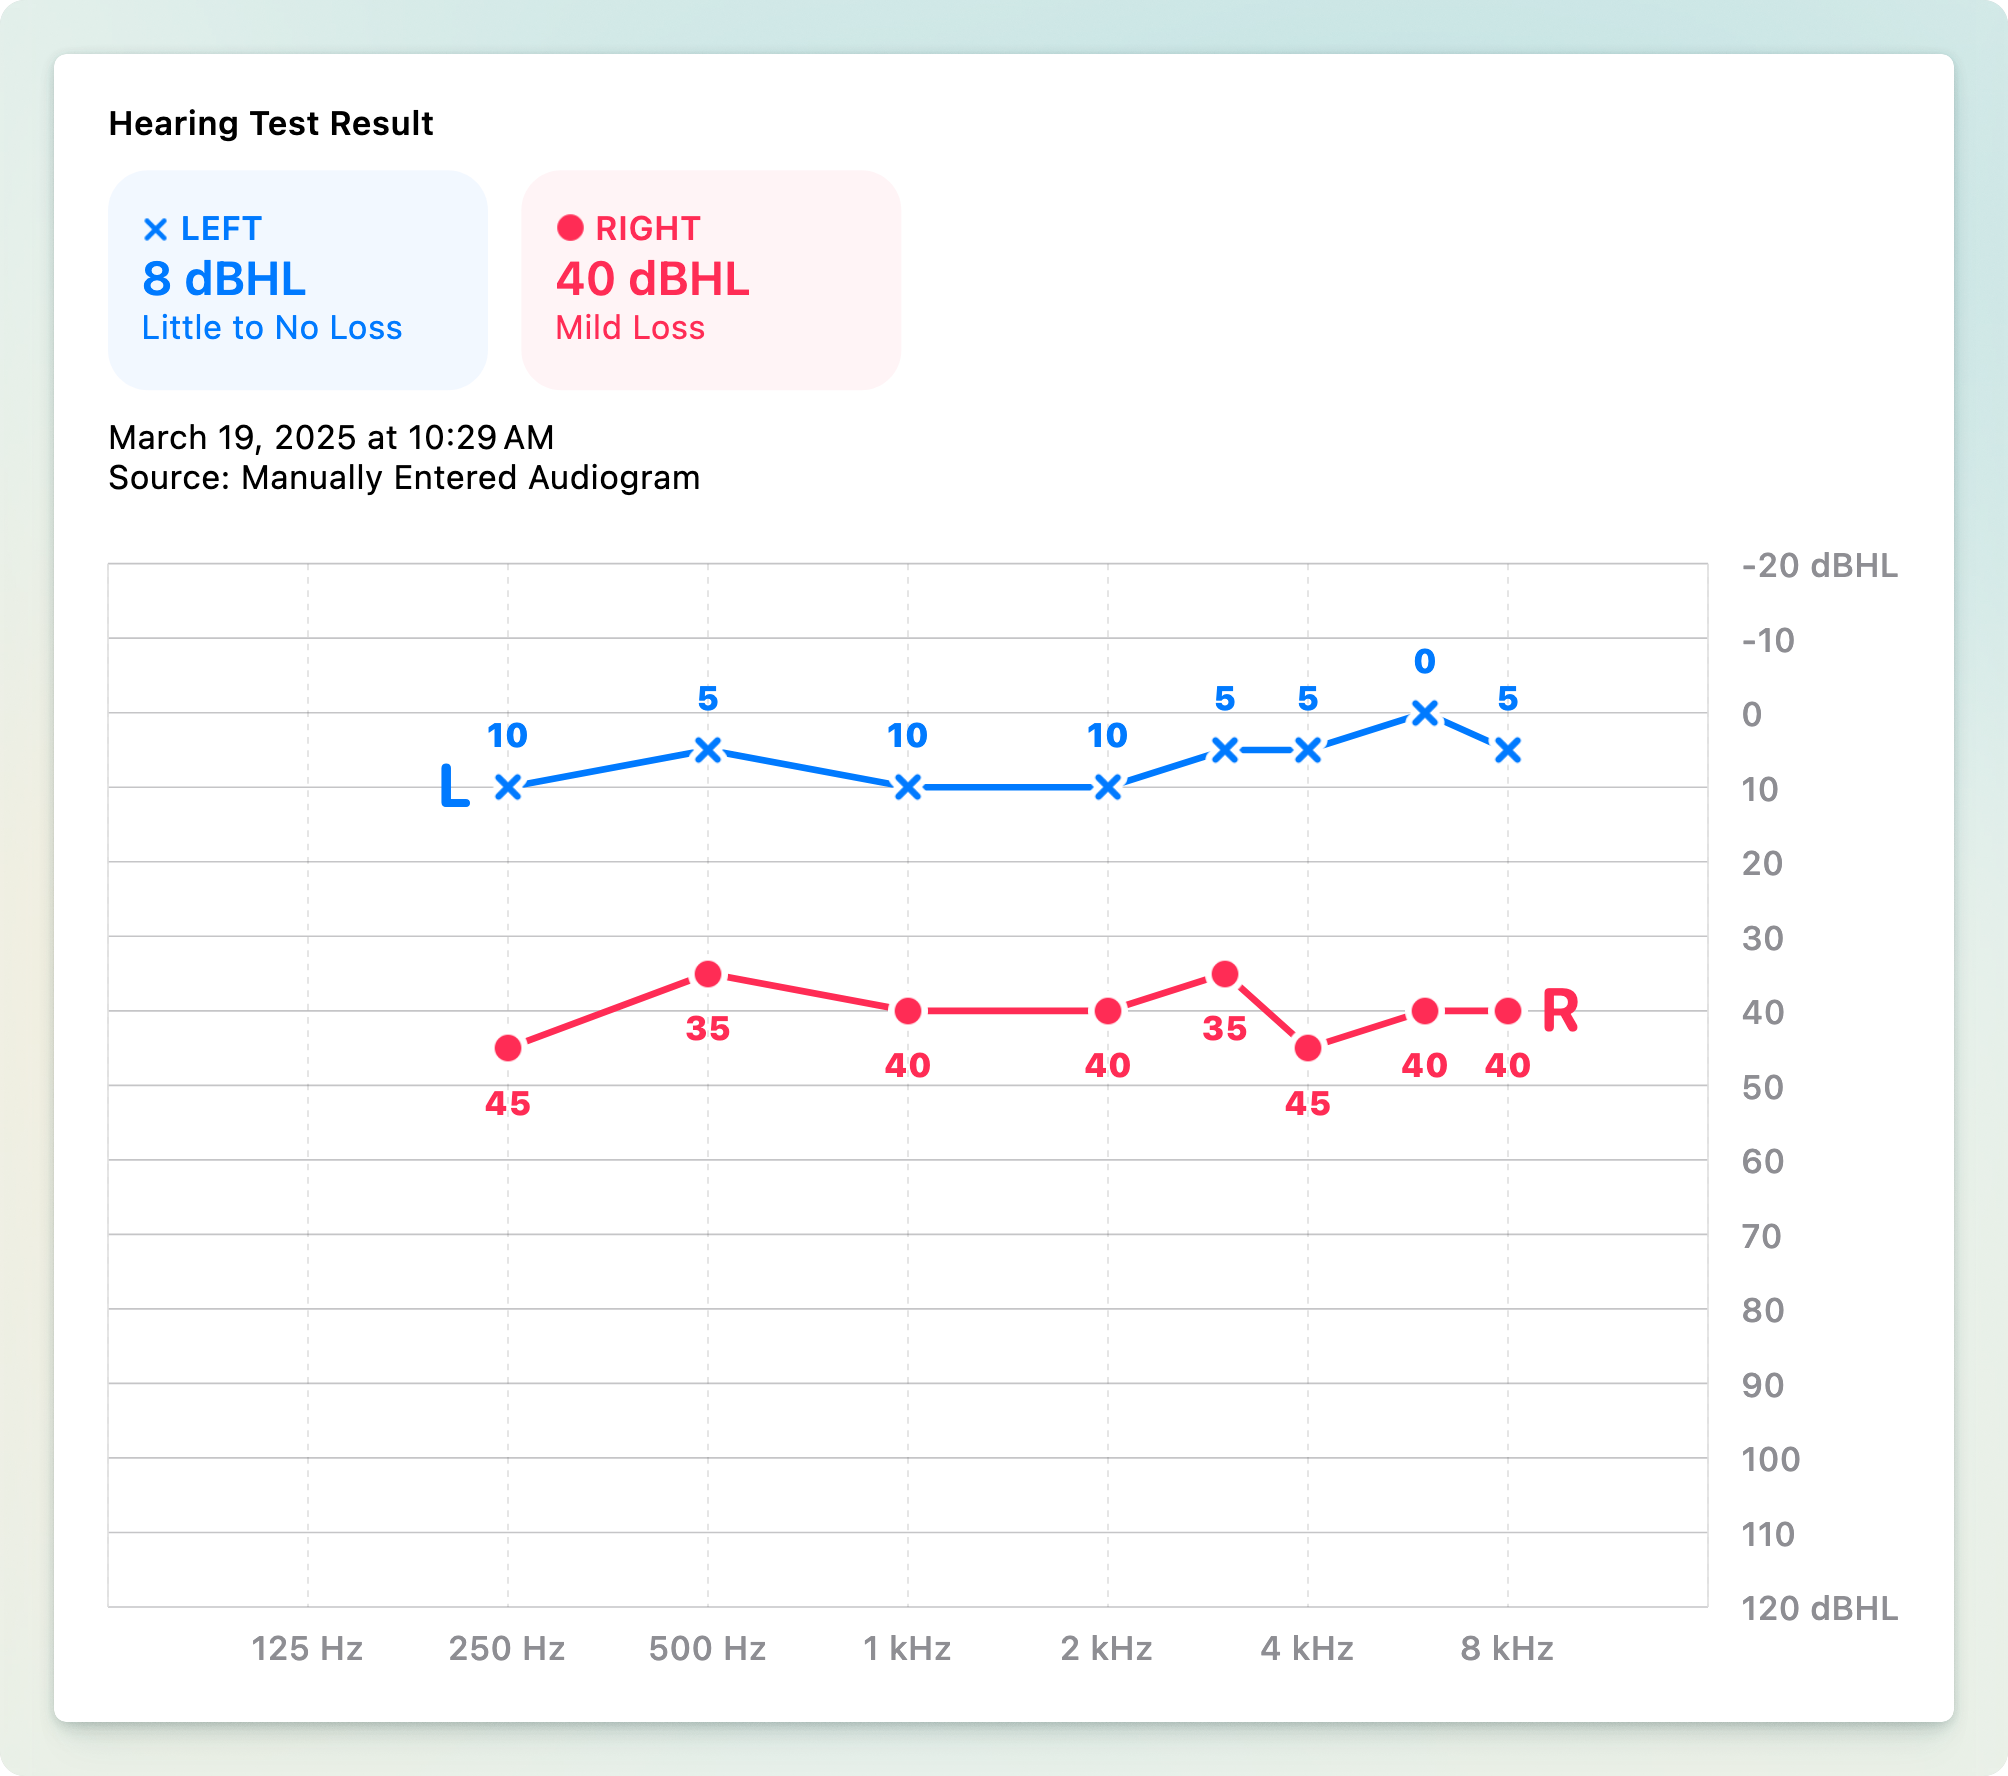 Hearing Test Result
× LEFT
8 dBHL
Little to No Loss
● RIGHT
40 dBHL
Mild Loss
March 19, 2025 at 10:29 AM
Source: Manually Entered Audiogram
-20 dBHL
-10
0
10
20
30
40
50
60
70
80
90
100
110
120 dBHL
L
10
5
10
10
5
5
0
5
45
35
40
40
35
45
40
40
R
125 Hz
250 Hz
500 Hz
1 kHz
2 kHz
4 kHz
8 kHz